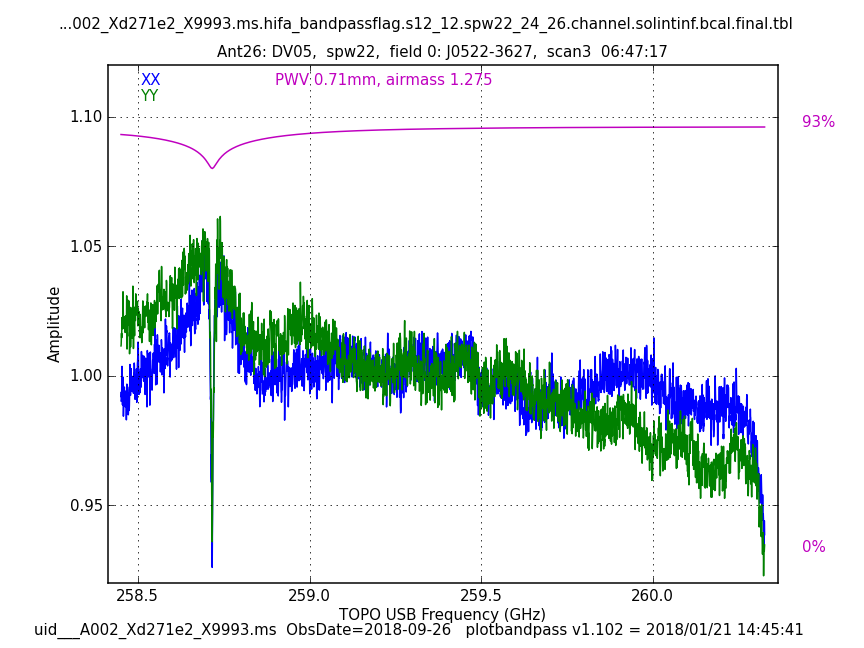 ...002_Xd271e2_X9993.ms.hifa_bandpassflag.s12_12.spw22_24_26.channel.solintinf.bcal.final.tbl
Ant26: DV05,  spw22,  field 0: J0522-3627,  scan3  06:47:17
XX
PWV 0.71mm, airmass 1.275
YY
1.10
93%
1.05
Amplitude
1.00
0.95
0%
258.5
259.0
259.5
260.0
TOPO USB Frequency (GHz)
uid___A002_Xd271e2_X9993.ms  ObsDate=2018-09-26   plotbandpass v1.102 = 2018/01/21 14:45:41